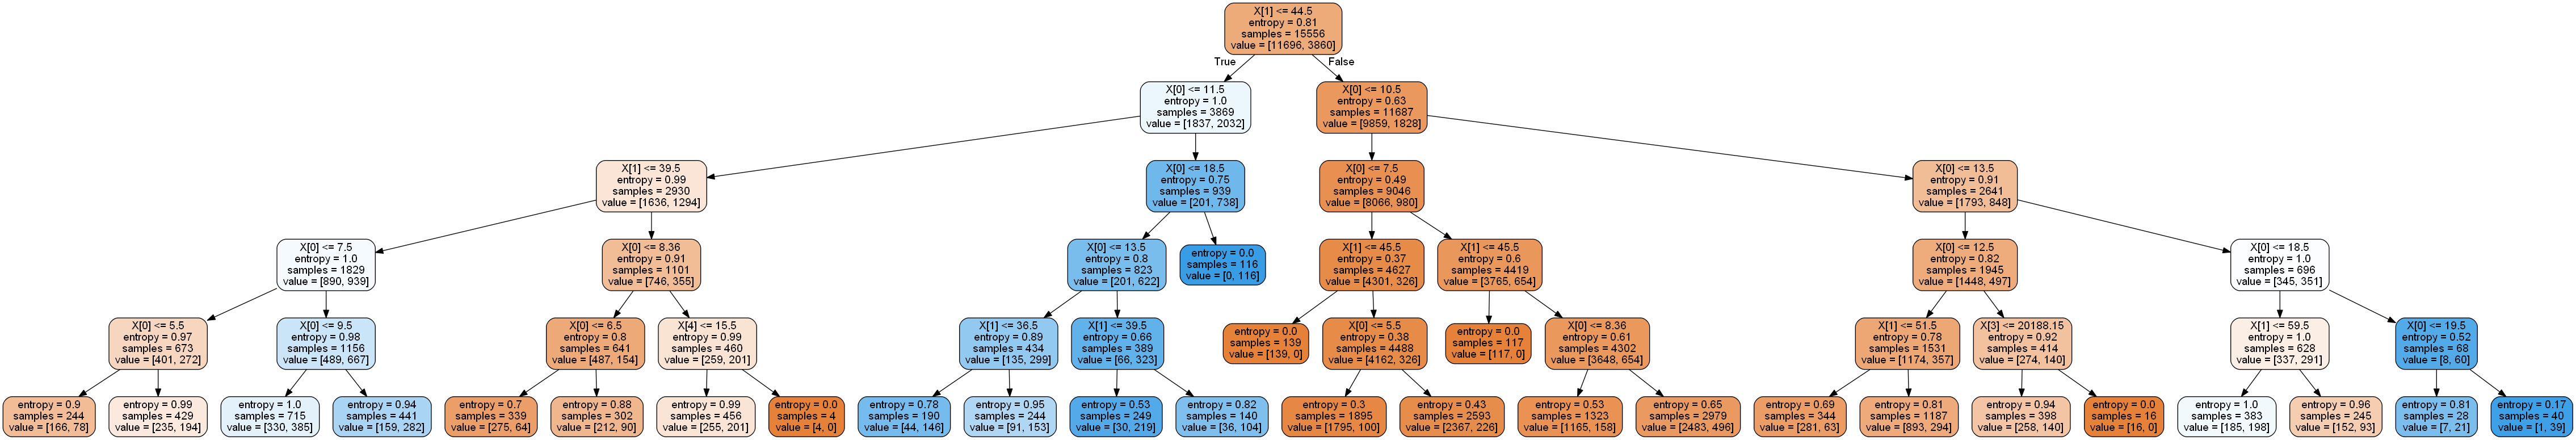 X[1] <= 44.5
entropy = 0.81
samples = 15556
value = [11696, 3860]
True
False
X[0] <= 11.5
entropy = 1.0
samples = 3869
value = [1837, 2032]
X[0] <= 10.5
entropy = 0.63
samples = 11687
value = [9859, 1828]
X[1] <= 39.5
entropy = 0.99
samples = 2930
value = [1636, 1294]
X[0] <= 18.5
entropy = 0.75
samples = 939
value = [201, 738]
X[0] <= 7.5
entropy = 0.49
samples = 9046
value = [8066, 980]
X[0] <= 13.5
entropy = 0.91
samples = 2641
value = [1793, 848]
X[0] <= 7.5
entropy = 1.0
samples = 1829
value = [890, 939]
X[0] <= 8.36
entropy = 0.91
samples = 1101
value = [746, 355]
X[0] <= 13.5
entropy = 0.8
samples = 823
value = [201, 622]
entropy = 0.0
samples = 116
value = [0, 116]
X[1] <= 45.5
entropy = 0.37
samples = 4627
value = [4301, 326]
X[1] <= 45.5
entropy = 0.6
samples = 4419
value = [3765, 654]
X[0] <= 12.5
entropy = 0.82
samples = 1945
value = [1448, 497]
X[0] <= 18.5
entropy = 1.0
samples = 696
value = [345, 351]
X[0] <= 5.5
entropy = 0.97
samples = 673
value = [401, 272]
X[0] <= 9.5
entropy = 0.98
samples = 1156
value = [489, 667]
X[0] <= 6.5
entropy = 0.8
samples = 641
value = [487, 154]
X[4] <= 15.5
entropy = 0.99
samples = 460
value = [259, 201]
X[1] <= 36.5
entropy = 0.89
samples = 434
value = [135, 299]
X[1] <= 39.5
entropy = 0.66
samples = 389
value = [66, 323]
entropy = 0.0
samples = 139
value = [139, 0]
X[0] <= 5.5
entropy = 0.38
samples = 4488
value = [4162, 326]
entropy = 0.0
samples = 117
value = [117, 0]
X[0] <= 8.36
entropy = 0.61
samples = 4302
value = [3648, 654]
X[1] <= 51.5
entropy = 0.78
samples = 1531
value = [1174, 357]
X[3] <= 20188.15
entropy = 0.92
samples = 414
value = [274, 140]
X[1] <= 59.5
entropy = 1.0
samples = 628
value = [337, 291]
X[0] <= 19.5
entropy = 0.52
samples = 68
value = [8, 60]
entropy = 0.9
samples = 244
value = [166, 78]
entropy = 0.99
samples = 429
value = [235, 194]
entropy = 1.0
samples = 715
value = [330, 385]
entropy = 0.94
samples = 441
value = [159, 282]
entropy = 0.7
samples = 339
value = [275, 64]
entropy = 0.88
samples = 302
value = [212, 90]
entropy = 0.99
samples = 456
value = [255, 201]
entropy = 0.0
samples = 4
value = [4, 0]
entropy = 0.78
samples = 190
value = [44, 146]
entropy = 0.95
samples = 244
value = [91, 153]
entropy = 0.53
samples = 249
value = [30, 219]
entropy = 0.82
samples = 140
value = [36, 104]
entropy = 0.3
samples = 1895
value = [1795, 100]
entropy = 0.43
samples = 2593
value = [2367, 226]
entropy = 0.53
samples = 1323
value = [1165, 158]
entropy = 0.65
samples = 2979
value = [2483, 496]
entropy = 0.69
samples = 344
value = [281, 63]
entropy = 0.81
samples = 1187
value = [893, 294]
entropy = 0.94
samples = 398
value = [258, 140]
entropy = 0.0
samples = 16
value = [16, 0]
entropy = 1.0
samples = 383
value = [185, 198]
entropy = 0.96
samples = 245
value = [152, 93]
entropy = 0.81
samples = 28
value = [7, 21]
entropy = 0.17
samples = 40
value = [1, 39]